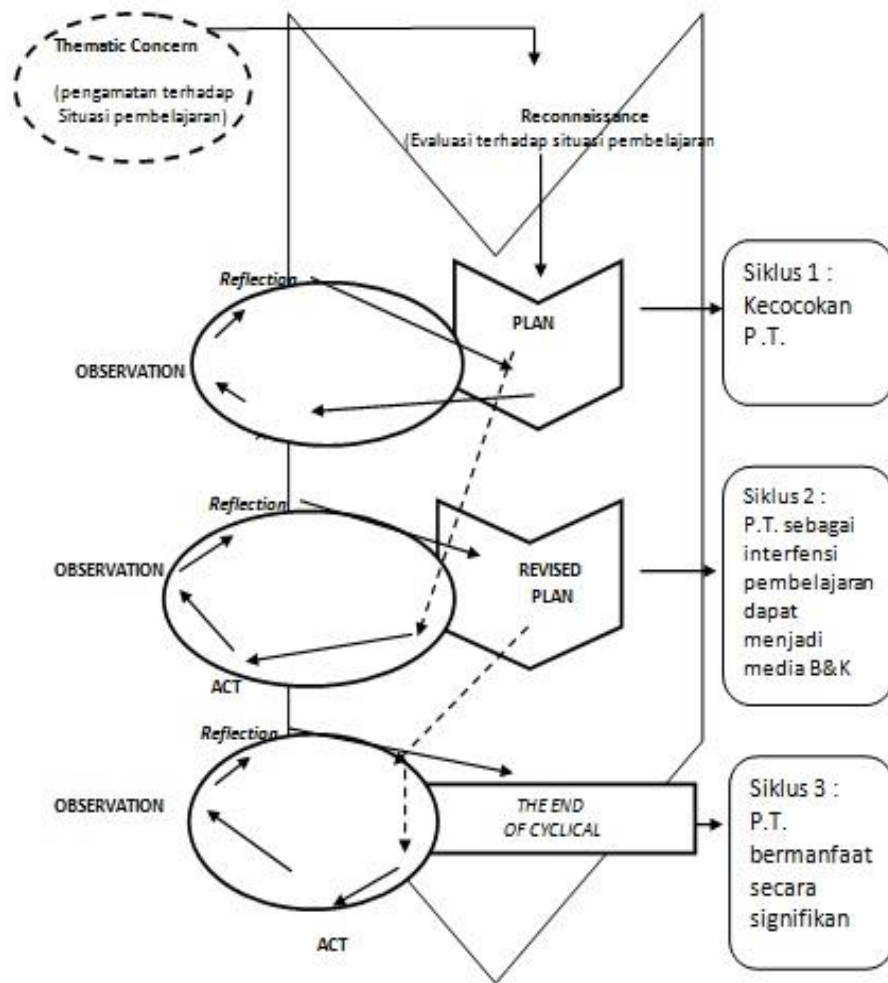 Thematic Concern
(pengamatan terhadap
Situasi pembelajaran)
Reconnaissance
(Evaluasi terhadap situasi pembelajaran
Reflection
PLAN
OBSERVATION
Siklus 1 :
Kecocokan
P.T.
Reflection
OBSERVATION
REVISED
PLAN
ACT
Siklus 2 :
P.T. sebagai
interfensi
pembelajaran
dapat
menjadi
media B&K
Reflection
OBSERVATION
THE END
OF CYCLICAL
ACT
Siklus 3 :
P.T.
bermanfaat
secara
signifikan